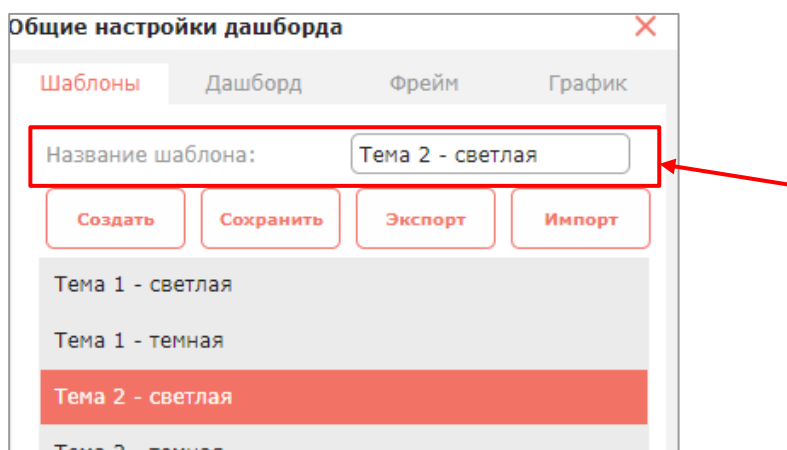 Общие настройки дашборда
Шаблоны Дашборд Фрейм График
Название шаблона: Тема 2 - светлая
Создать Сохранить Экспорт Импорт
Тема 1 - светлая
Тема 1 - темная
Тема 2 - светлая